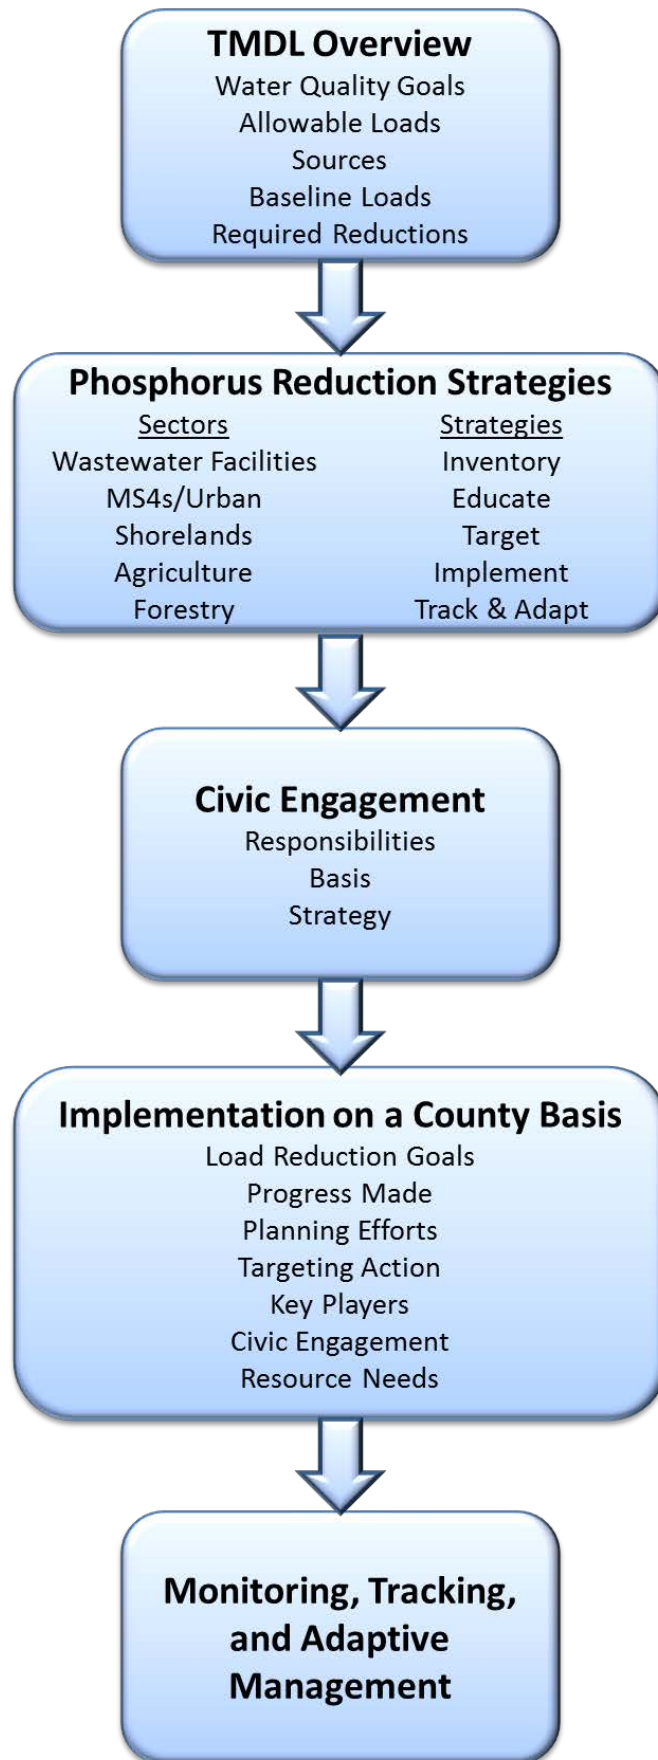 TMDL Overview
Water Quality Goals
Allowable Loads
Sources
Baseline Loads
Required Reductions
Phosphorus Reduction Strategies
Sectors Strategies
Wastewater Facilities Inventory
MS4s/Urban Educate
Shorelands Target
Agriculture Implement
Forestry Track & Adapt
Civic Engagement
Responsibilities
Basis
Strategy
Implementation on a County Basis
Load Reduction Goals
Progress Made
Planning Efforts
Targeting Action
Key Players
Civic Engagement
Resource Needs
Monitoring, Tracking,
and Adaptive
Management